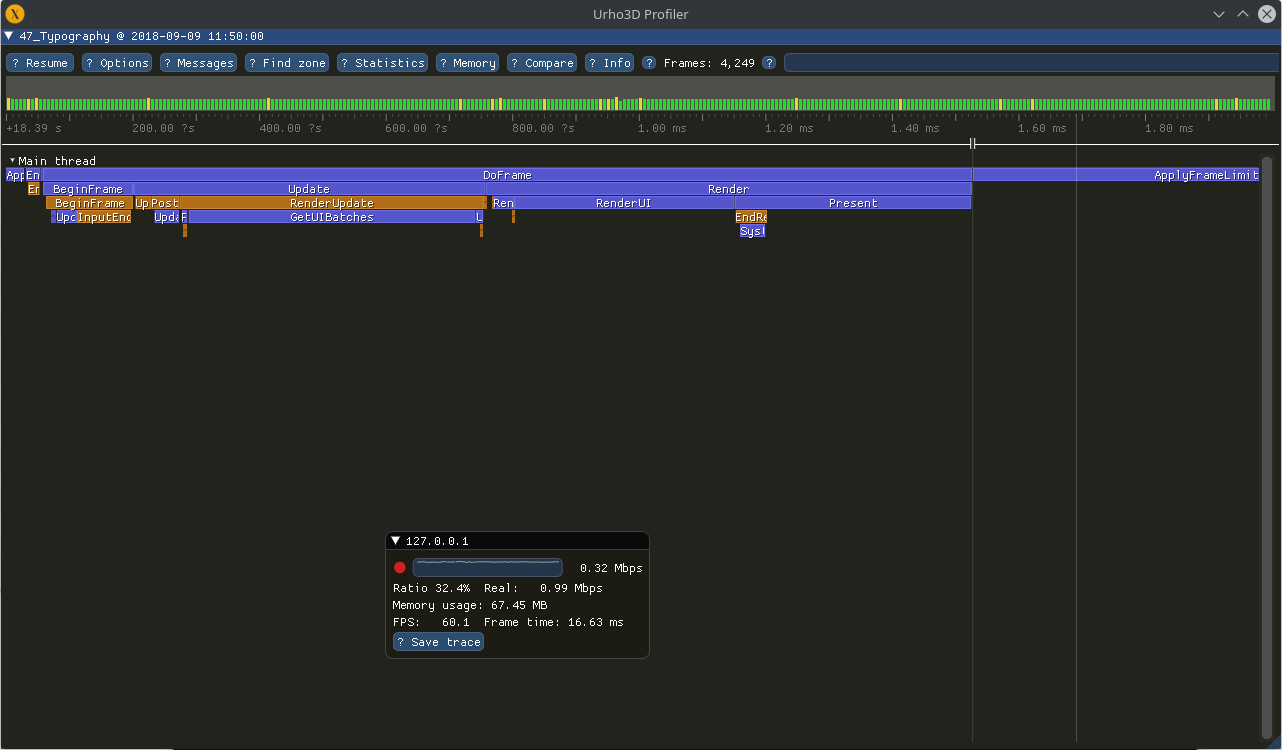 Urho3D Profiler
47_Typography @ 2018-09-09 11:50:00
? Resume ? Options ? Messages ? Find zone ? Statistics ? Memory ? Compare ? Info ? Frames: 4,249 ?
+18.39 s 200.00 ?s 400.00 ?s 600.00 ?s 800.00 ?s 1.00 ms 1.20 ms 1.40 ms 1.60 ms 1.80 ms
Main thread
App En DoFrame ApplyFrameLimit
Er BeginFrame Update Render
BeginFrame Up Post RenderUpdate Ren RenderUI Present
Upd InputEnd Upda F GetUIBatches U EndRe
Sys!
127.0.0.1
0.32 Mbps
Ratio 32.4% Real: 0.99 Mbps
Memory usage: 67.45 MB
FPS: 60.1 Frame time: 16.63 ms
? Save trace